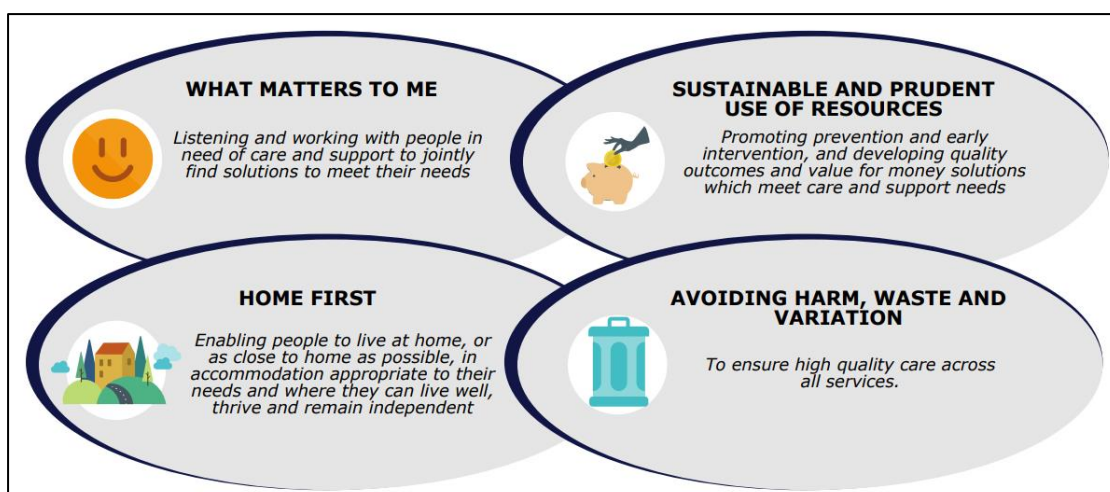 WHAT MATTERS TO ME
Listening and working with people in
need of care and support to jointly
find solutions to meet their needs
SUSTAINABLE AND PRUDENT
USE OF RESOURCES
Promoting prevention and early
intervention, and developing quality
outcomes and value for money solutions
which meet care and support needs
HOME FIRST
Enabling people to live at home, or
as close to home as possible, in
accommodation appropriate to their
needs and where they can live well,
thrive and remain independent
AVOIDING HARM, WASTE AND
VARIATION
To ensure high quality care across
all services.